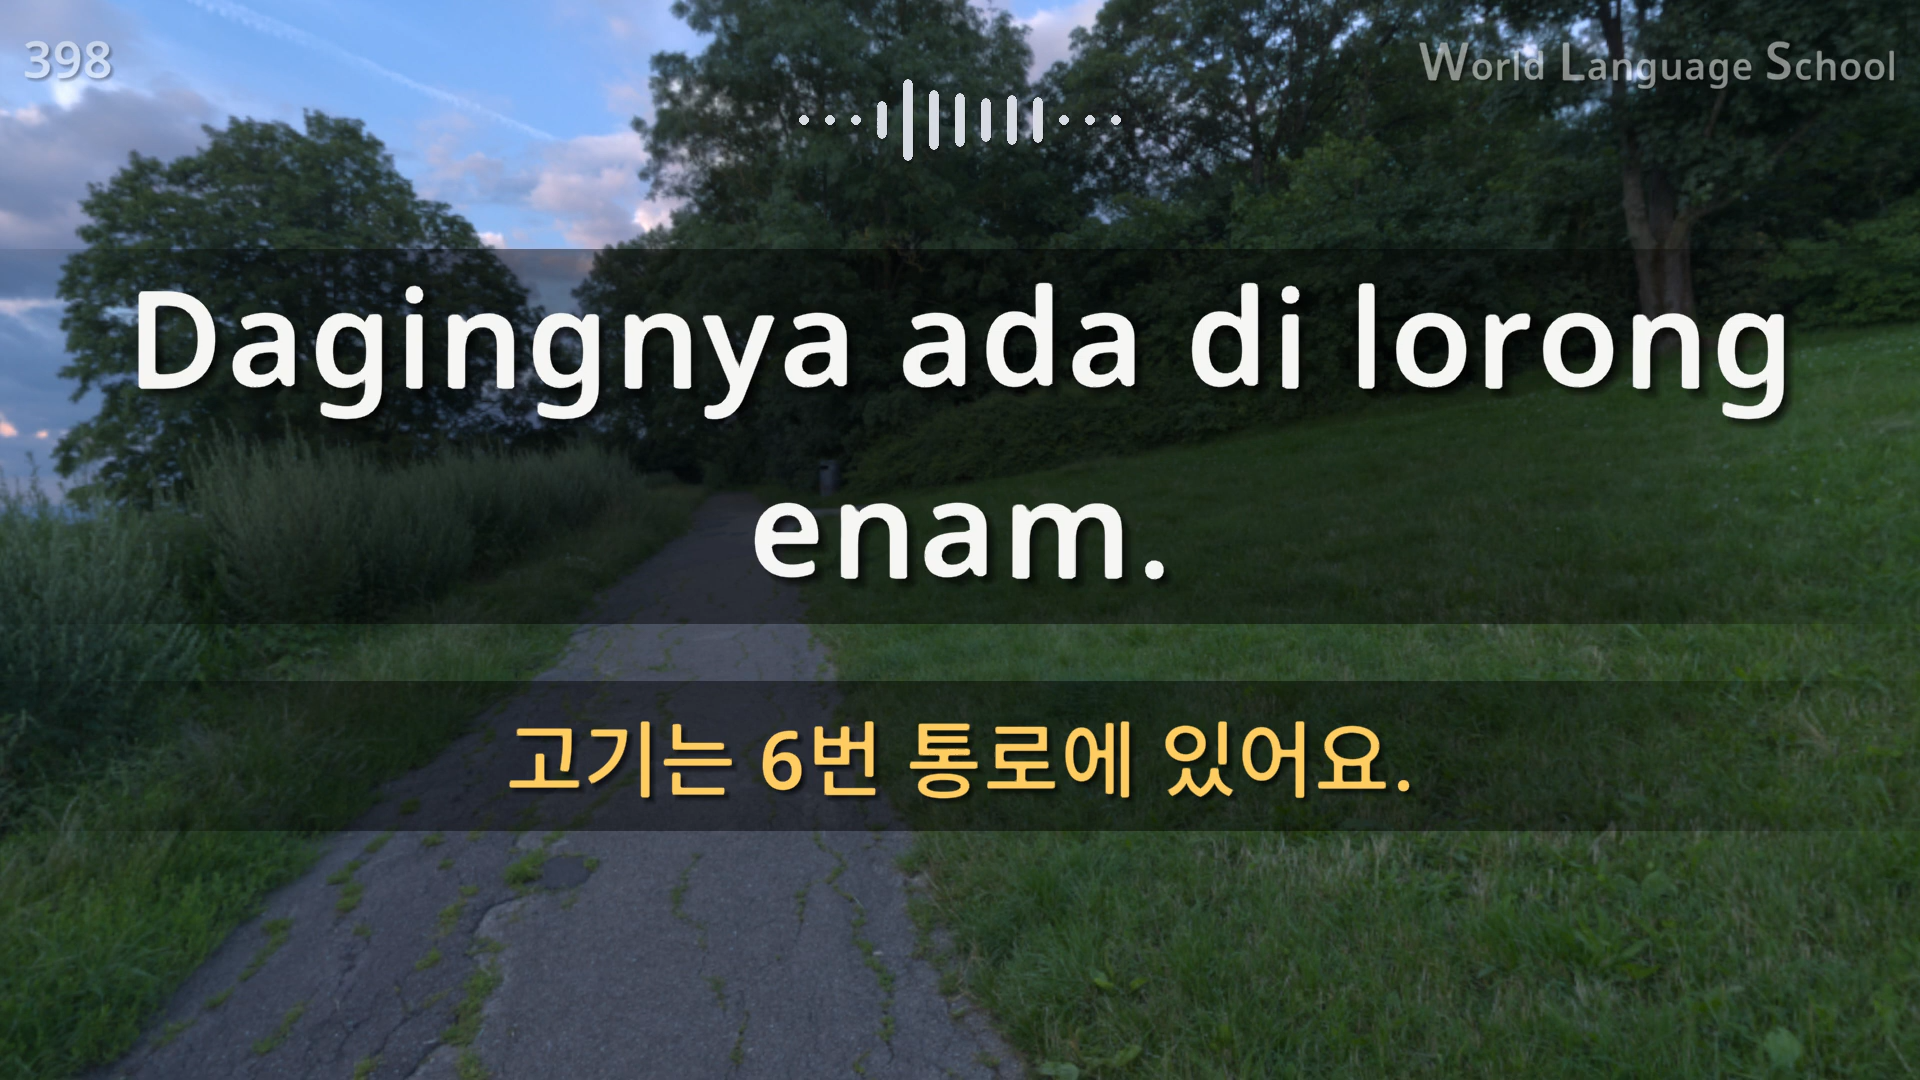 398
World Language School
Dagingnya ada di lorong
enam.
고기는 6번 통로에 있어요.